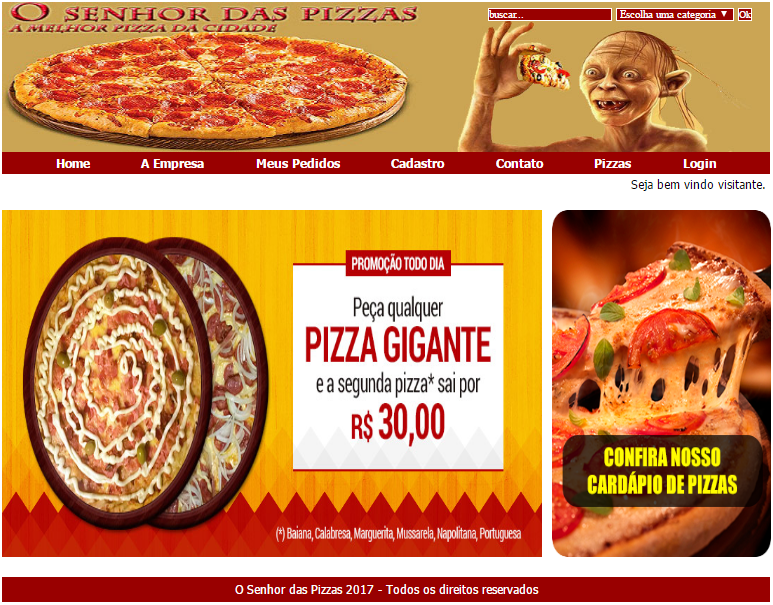 O SENHOR DAS PIZZAS
A MELHOR PIZZA DA CIDADE
buscar...
Escolha uma categoria
Ok
Home
A Empresa
Meus Pedidos
Cadastro
Contato
Pizzas
Login
Seja bem vindo visitante.
PROMOÇÃO TODO DIA
Peça qualquer
PIZZA GIGANTE
e a segunda pizza* sai por
R$ 30,00
(*) Baiana, Calabresa, Marguerita, Mussarela, Napolitana, Portuguesa
CONFIRA NOSSO
CARDÁPIO DE PIZZAS
O Senhor das Pizzas 2017 - Todos os direitos reservados